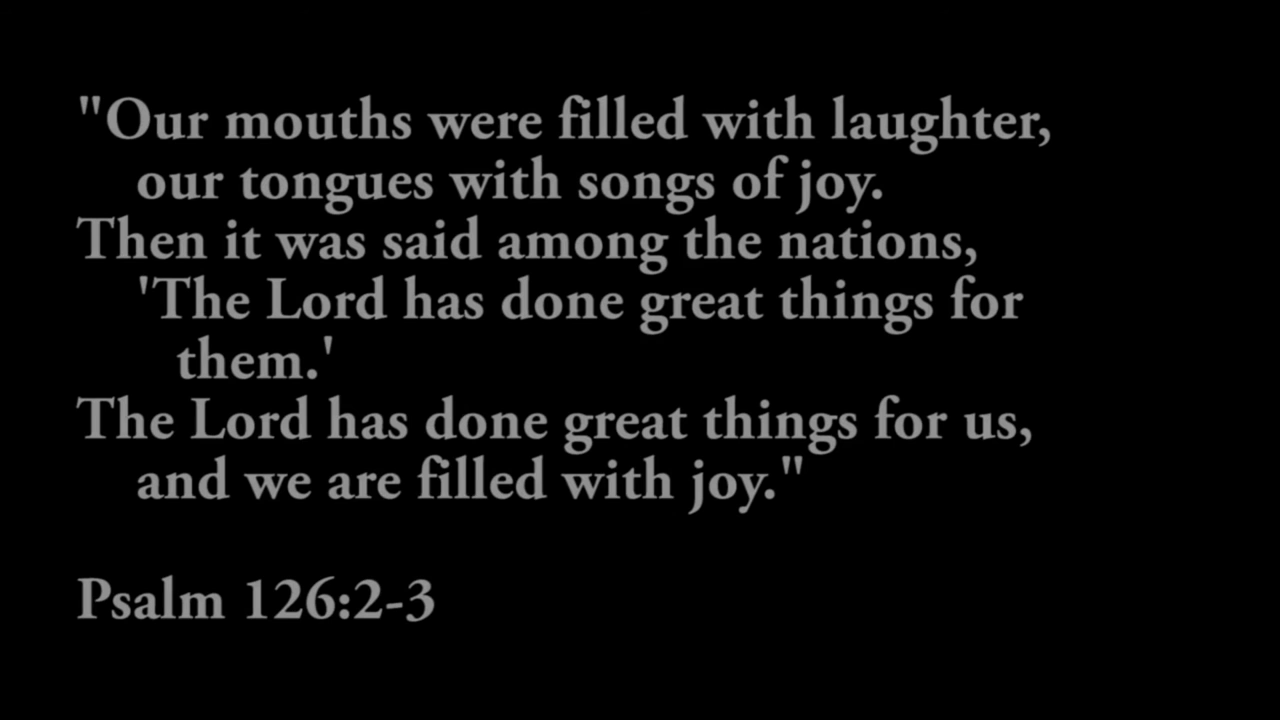 "Our mouths were filled with laughter,
our tongues with songs of joy.
Then it was said among the nations,
'The Lord has done great things for
them.'
The Lord has done great things for us,
and we are filled with joy."
Psalm 126:2-3